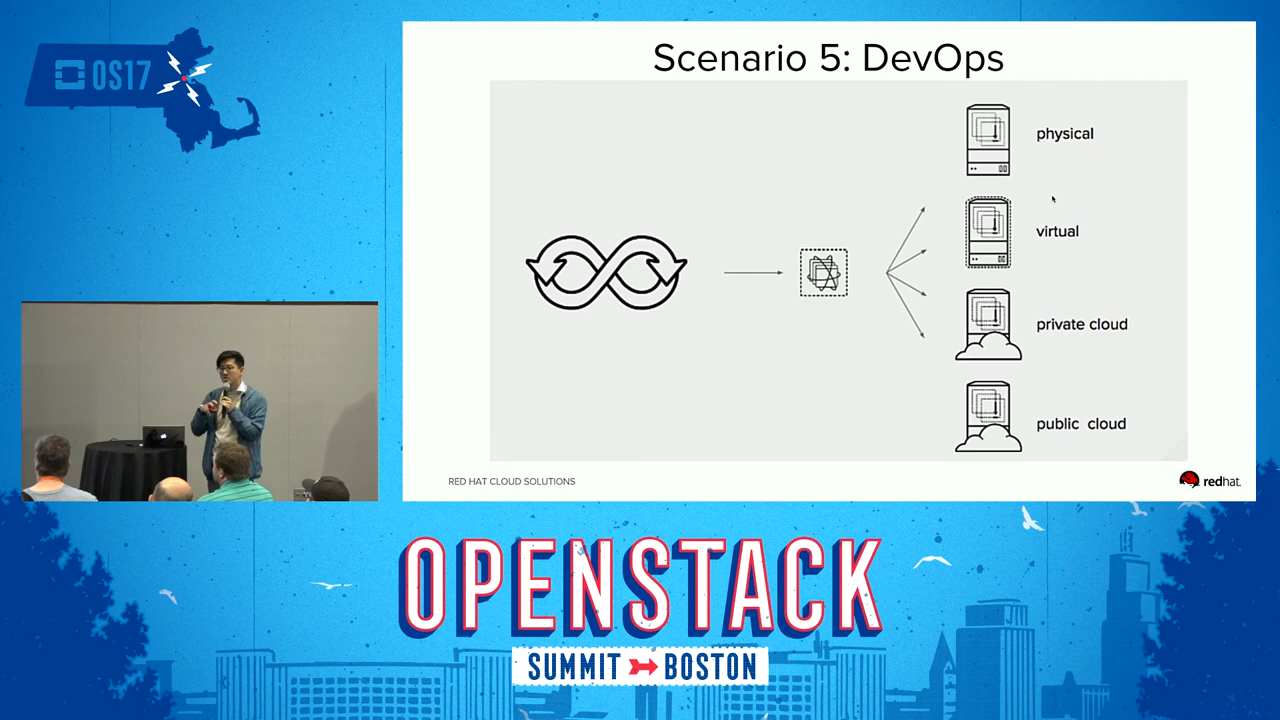 OS17
Scenario 5: DevOps
physical
virtual
private cloud
public cloud
RED HAT CLOUD SOLUTIONS
redhat.
OPENSTACK
SUMMIT BOSTON